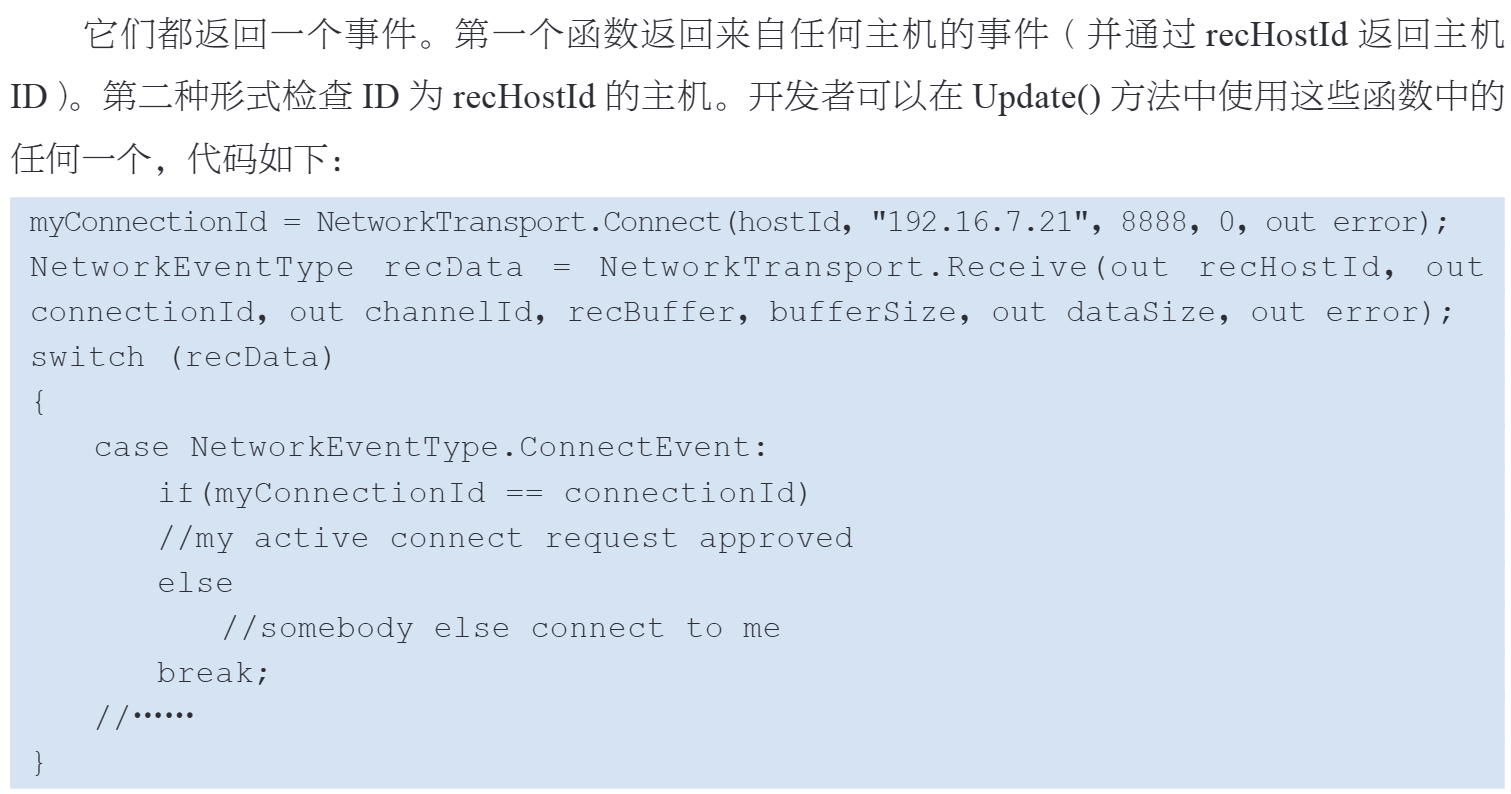 它们都返回一个事件。第一个函数返回来自任何主机的事件（并通过 recHostId 返回主机
ID）。第二种形式检查 ID 为 recHostId 的主机。开发者可以在 Update() 方法中使用这些函数中的
任何一个，代码如下：
myConnectionId = NetworkTransport.Connect(hostId, "192.16.7.21", 8888, 0, out error);
NetworkEventType recData = NetworkTransport.Receive(out recHostId, out
connectionId, out channelId, recBuffer, bufferSize, out dataSize, out error);
switch (recData)
{
case NetworkEventType.ConnectEvent:
if(myConnectionId == connectionId)
//my active connect request approved
else
//somebody else connect to me
break;
//……
}